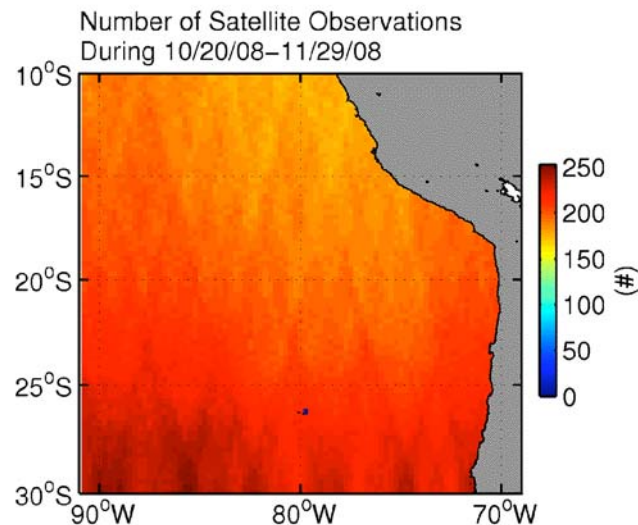 Number of Satellite Observations
During 10/20/08–11/29/08
10°S
15°S
20°S
25°S
30°S
90°W
80°W
70°W
250
200
150
100
50
0
(#)